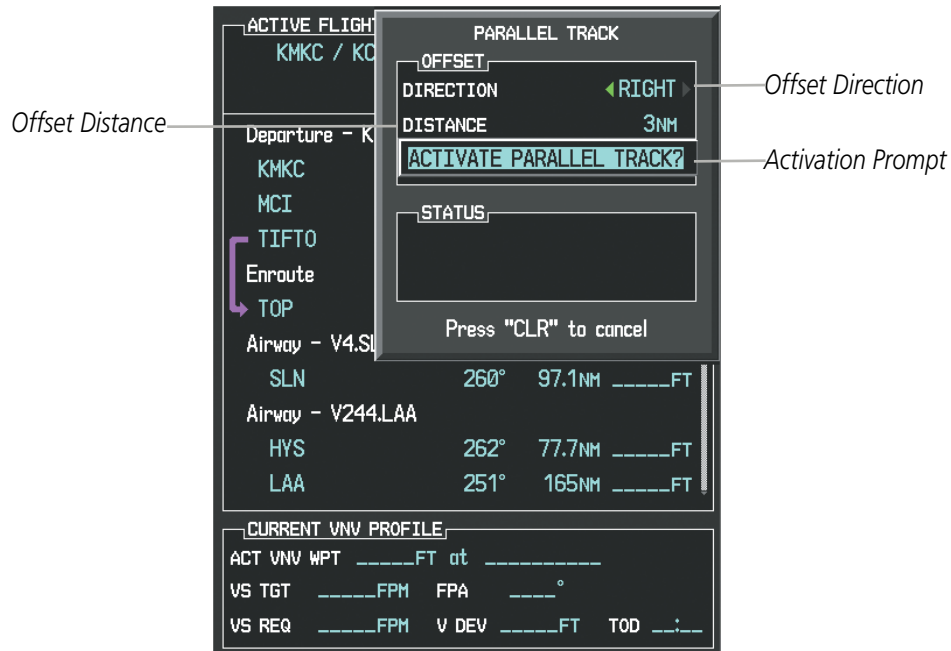 ACTIVE FLIGHT
KMKC / KC
PARALLEL TRACK
OFFSET
DIRECTION RIGHT
Offset Direction
Offset Distance
DISTANCE 3NM
ACTIVATE PARALLEL TRACK?
Activation Prompt
STATUS
Press "CLR" to cancel
Departure - K
KMKC
MCI
TIFTO
Enroute
TOP
Airway - V4.SL
SLN 260° 97.1NM _____FT
Airway - V244.LAA
HYS 262° 77.7NM _____FT
LAA 251° 165NM _____FT
CURRENT VNV PROFILE
ACT VNV WPT _____FT at __________
VS TGT _____FPM FPA ____°
VS REQ _____FPM V DEV _____FT TOD __:__